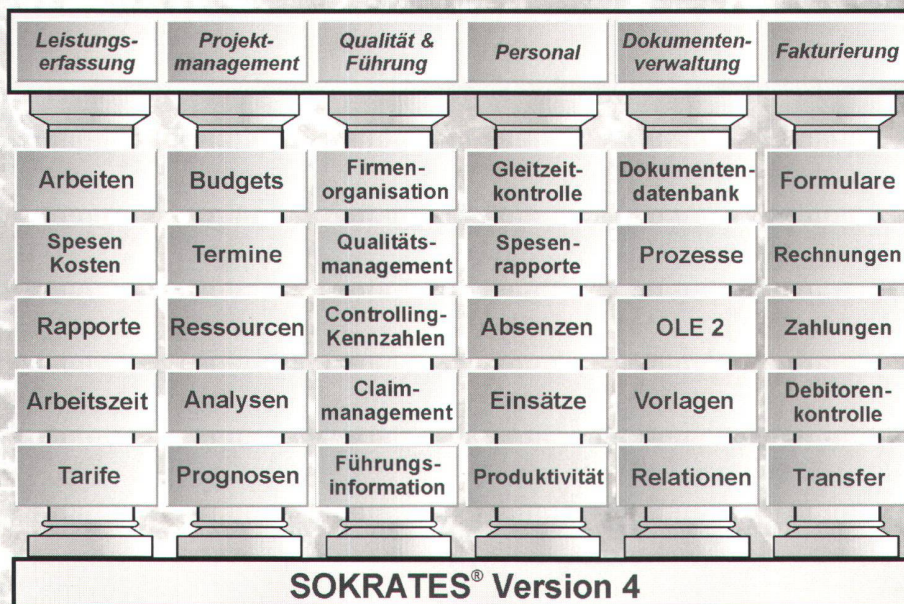 Leistungs-
erfassung
Projekt-
management
Qualität &
Führung
Personal
Dokumenten-
verwaltung
Fakturierung
Arbeiten
Budgets
Firmen-
organisation
Gleitzeit-
kontrolle
Dokumenten-
datenbank
Formulare
Spesen
Kosten
Termine
Qualitäts-
management
Spesen-
rapporte
Prozesse
Rechnungen
Rapporte
Ressourcen
Controlling-
Kennzahlen
Absenzen
OLE 2
Zahlungen
Arbeitszeit
Analysen
Claim-
management
Einsätze
Vorlagen
Debitoren-
kontrolle
Tarife
Prognosen
Führungs-
information
Produktivität
Relationen
Transfer
SOKRATES® Version 4